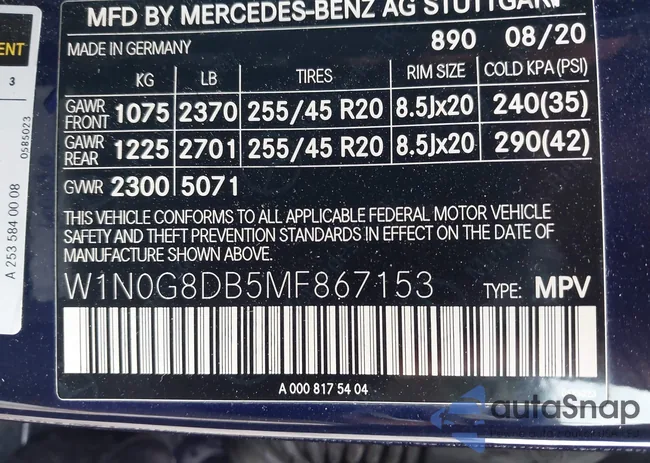 MFD BY MERCEDES-BENZ AG STUTTGART
MADE IN GERMANY 890 08/20
KG LB TIRES RIM SIZE COLD KPA (PSI)
GAWR FRONT 1075 2370 255/45 R20 8.5Jx20 240(35)
GAWR REAR 1225 2701 255/45 R20 8,5Jx20 290(42)
GVWR 2300 5071
THIS VEHICLE CONFORMS TO ALL APPLICABLE FEDERAL MOTOR VEHICLE
SAFETY AND THEFT PREVENTION STANDARDS IN EFFECT ON THE DATE OF
MANUFACTURE SHOWN ABOVE.
W1N0G8DB5MF867153 TYPE: MPV
A 000 817 54 04
3
0585023
A 253 584 00 08
autoSnap